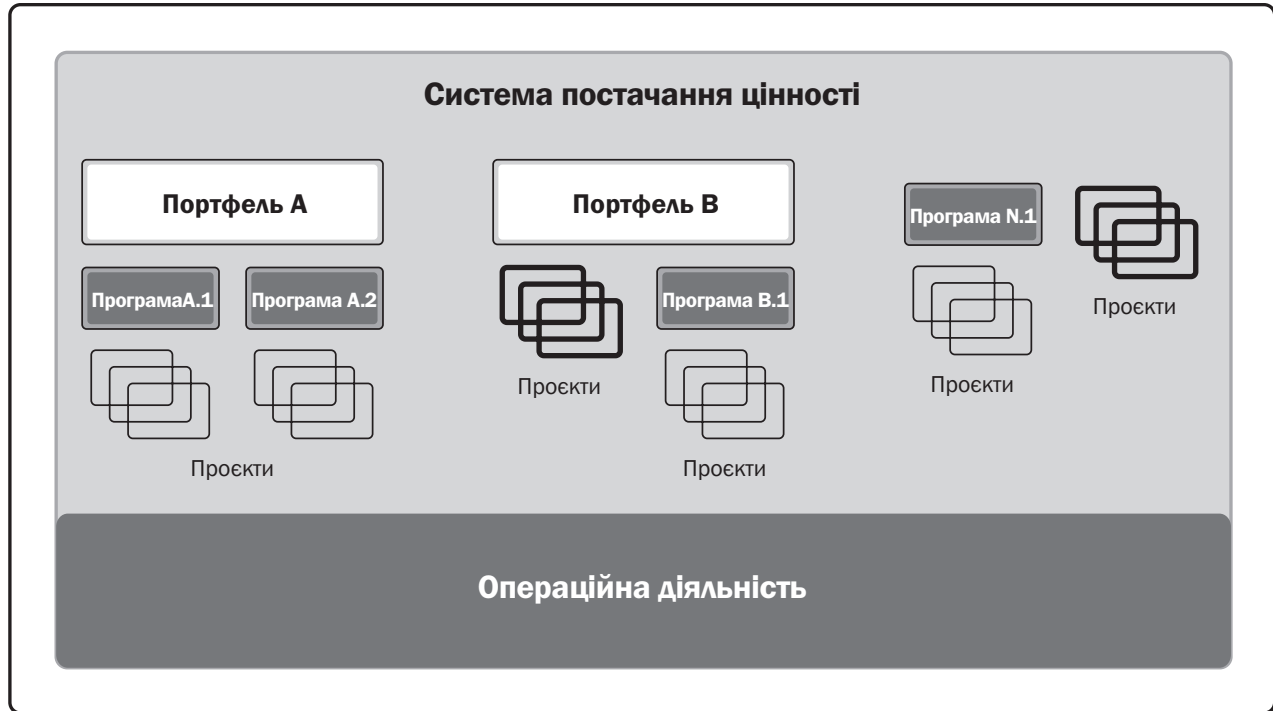 Система постачання цінності
Портфель А
Портфель В
Програма N.1
Проєкти
ПрограмаА.1
Програма А.2
Програма В.1
Проєкти
Проєкти
Проєкти
Проєкти
Операційна діяльність